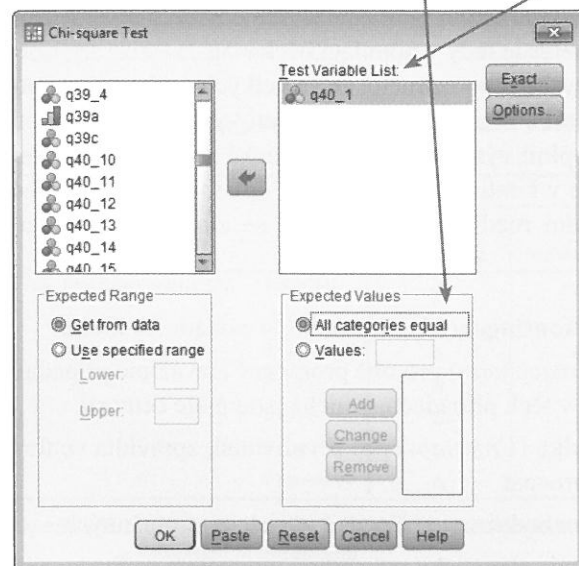 Chi-square Test
q39_4
q39a
q39c
q40_10
q40_11
q40_12
q40_13
q40_14
q40_15
Test Variable List:
q40_1
Exact...
Options...
Expected Range
Get from data
Use specified range
Lower:
Upper:
Expected Values
All categories equal
Values:
Add
Change
Remove
OK
Paste
Reset
Cancel
Help